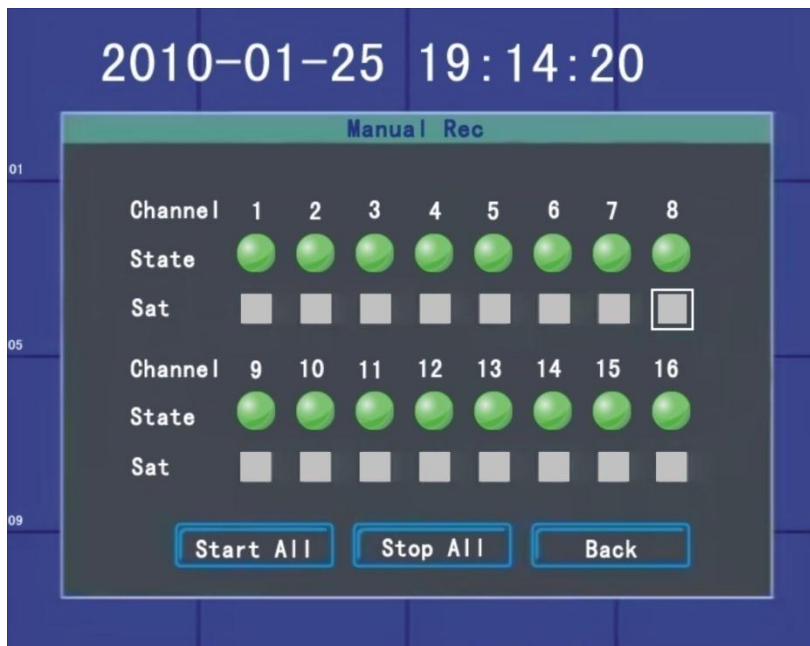 2010-01-25 19:14:20
Manual Rec
01
Channel 1 2 3 4 5 6 7 8
State
Sat
05
Channel 9 10 11 12 13 14 15 16
State
Sat
09
Start All Stop All Back